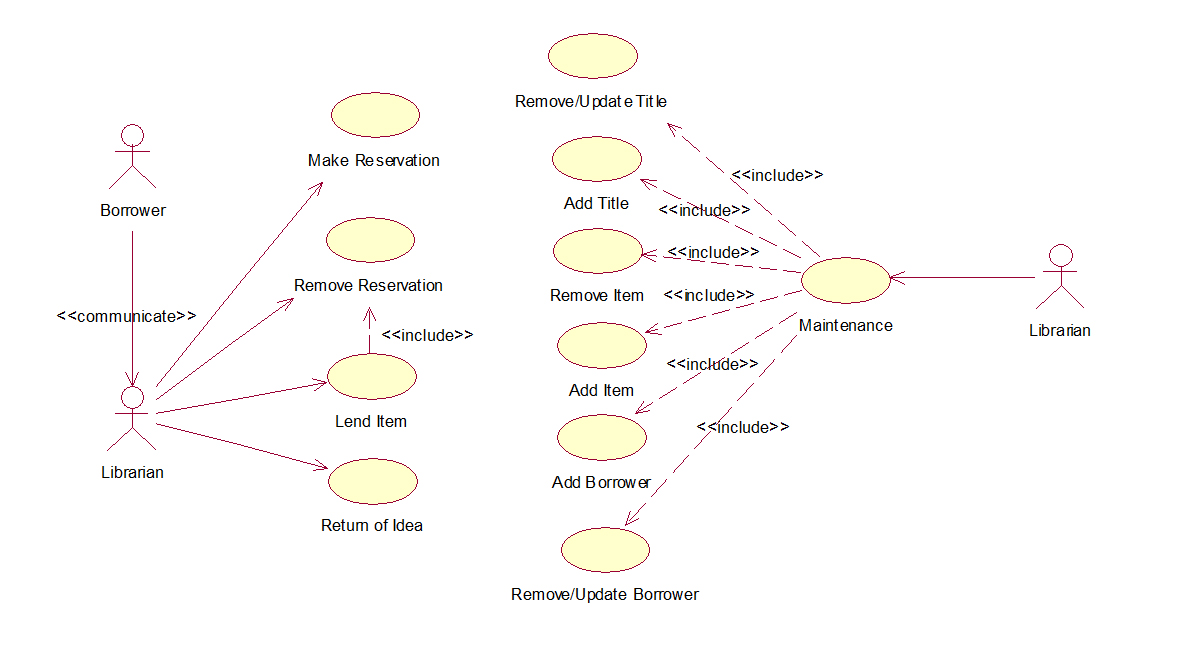 Remove/Update Title
Make Reservation
<<include>>
Add Title
Borrower
<<include>>
<<include>>
Remove Reservation
Remove Item
<<include>>
<<communicate>>
Maintenance
Librarian
<<include>>
<<include>>
Add Item
Lend Item
<<include>>
Librarian
Add Borrower
Return of Idea
Remove/Update Borrower